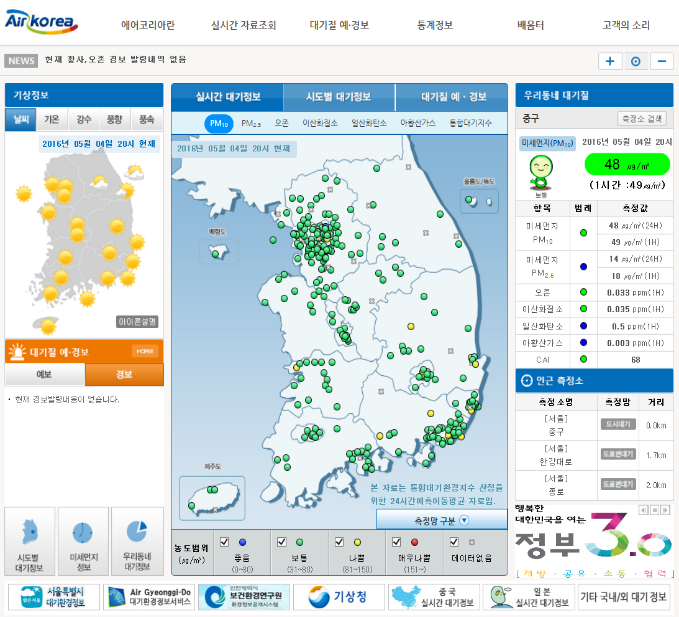 Air korea
에어코리아란 실시간 자료조회 대기질 예·경보 통계정보 배움터 고객의 소리
NEWS 현재 황사,오존 경보 발령내역 없음
기상정보
날씨 기온 강수 풍향 풍속
2016년 05월 04일 20시 현재
아이콘설명
대기질 예·경보 HOME
예보 경보
· 현재 경보발령내용이 없습니다.
시도별
대기정보
미세먼지
정보
우리동네
대기정보
실시간 대기정보 시도별 대기정보 대기질 예·경보
PM10 PM2.5 오존 이산화질소 일산화탄소 아황산가스 통합대기지수
2016년 05월 04일 20시 현재
울릉도/독도
백령도
제주도
본 자료는 통합대기환경지수 산정을
위한 24시간예측이동평균 자료임.
측정망 구분
농도범위
(㎍/㎥)
좋음
(0~30)
보통
(31~80)
나쁨
(81~150)
매우나쁨
(151~)
데이터없음
우리동네 대기질
중구 측정소 검색
미세먼지(PM10) 2016년 05월 04일 20시
보통
48 ㎍/㎥
(1시간 :49㎍/㎥)
항목 범례 측정값
미세먼지
PM10
48 ㎍/㎥(24H)
49 ㎍/㎥(1H)
미세먼지
PM2.5
14 ㎍/㎥(24H)
18 ㎍/㎥(1H)
오존 0.033 ppm(1H)
이산화질소 0.035 ppm(1H)
일산화탄소 0.5 ppm(1H)
아황산가스 0.003 ppm(1H)
CAI 68
인근 측정소
측정소명 측정망 거리
[서울]
중구
도시대기 0.0km
[서울]
한강대로
도로변대기 1.7km
[서울]
종로
도로변대기 2.0km
행복한
대한민국을 여는
정부3.0
[ 개방 · 공유 · 소통 · 협력 ]
서울특별시
대기환경정보
Air Gyeonggi-Do
대기환경정보서비스
인천광역시
보건환경연구원
환경정보공개시스템
기상청
중국
실시간 대기정보
일본
실시간 대기정보
기타 국내/외 대기정보